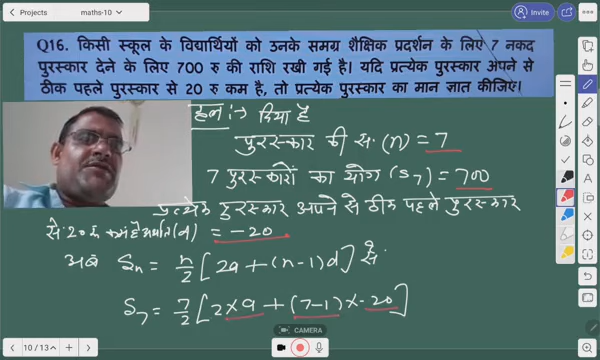 Projects
maths-10
Invite
Q16. किसी स्कूल के विद्यार्थियों को उनके समग्र शैक्षिक प्रदर्शन के लिए 7 नकद
पुरस्कार देने के लिए 700 रु की राशि रखी गई है। यदि प्रत्येक पुरस्कार अपने से
ठीक पहले पुरस्कार से 20 रु कम है, तो प्रत्येक पुरस्कार का मान ज्ञात कीजिए।
हल :→ दिया है
पुरस्कार की सं. (n) = 7
7 पुरस्कारों का योग (S₇) = 700
प्रत्येक पुरस्कार अपने से ठीक पहले पुरस्कार
से 20 रु कम है अर्थात (d) = -20
अब Sn = n/2 [2a + (n-1)d] से
S₇ = 7/2 [2×a + (7-1)×-20]
10/13
CAMERA